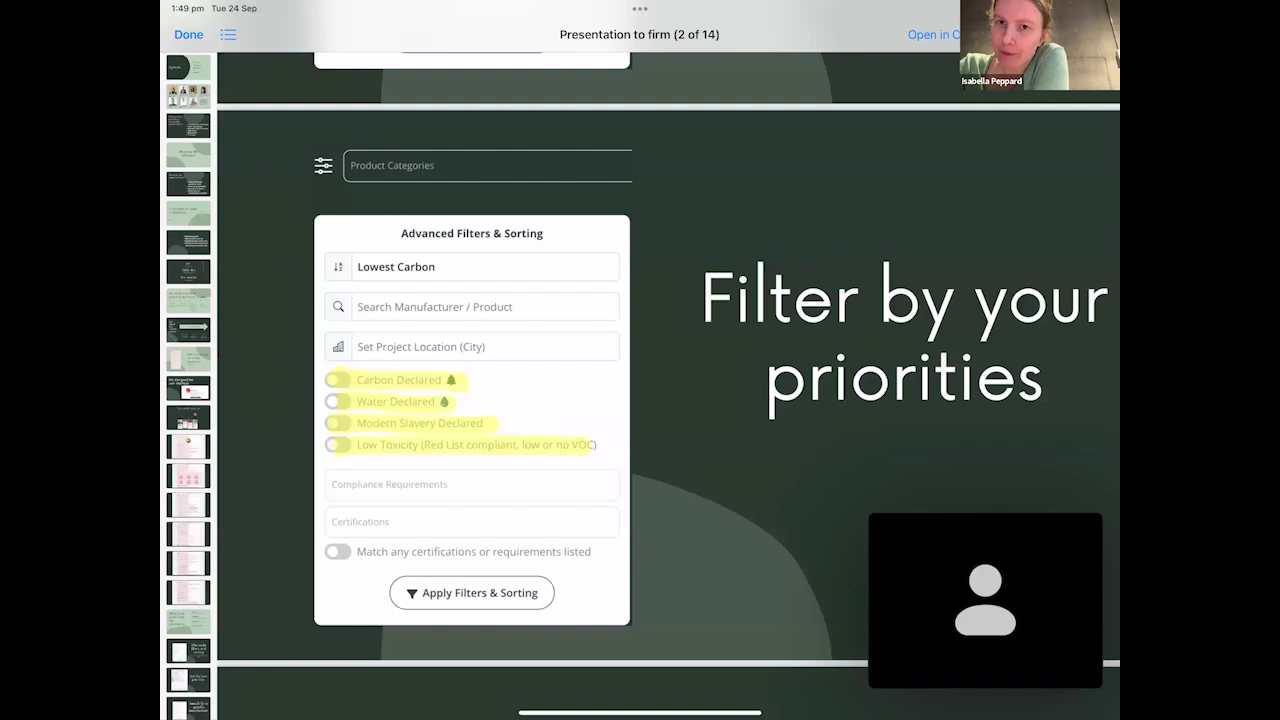 1:49 pm Tue 24 Sep
Done
Presentation to firm (2 of 14)
Open in C
Isabella Peppard
Product Categories
Advanced Filters & Sorting
Lowest Carbon
Search Manufacturer / Product
Set Project Location (City)
Carbon Declared
Water Declared
Modern Slavery Declared
Low Toxicity (Red List compliant, low or no VOC)
Compliance Requirements
Certifications
Match any certifications or requirements listed
Apply Filters & Sorting
Filter by your
priorities